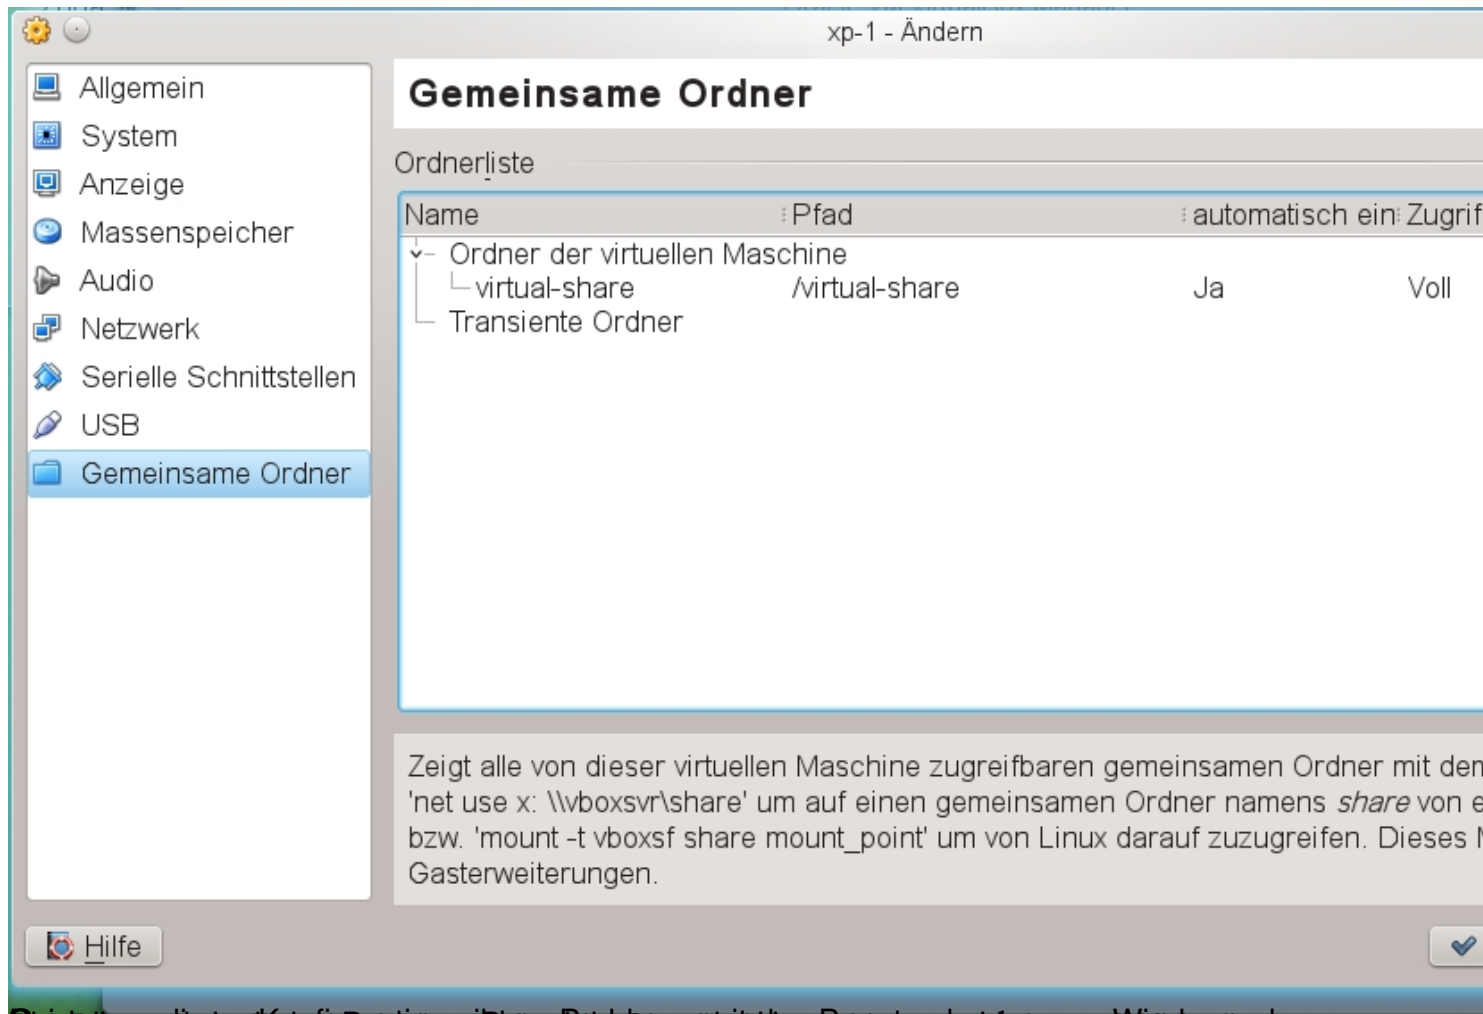 xp-1 - Ändern
Allgemein
System
Anzeige
Massenspeicher
Audio
Netzwerk
Serielle Schnittstellen
USB
Gemeinsame Ordner
Gemeinsame Ordner
Ordnerliste
Name Pfad automatisch ein Zugrif
Ordner der virtuellen Maschine
virtual-share /virtual-share Ja Voll
Transiente Ordner
Zeigt alle von dieser virtuellen Maschine zugreifbaren gemeinsamen Ordner mit den
'net use x: \\vboxsvr\share' um auf einen gemeinsamen Ordner namens share von e
bzw. 'mount -t vboxsf share mount_point' um von Linux darauf zuzugreifen. Dieses
Gasterweiterungen.
Hilfe